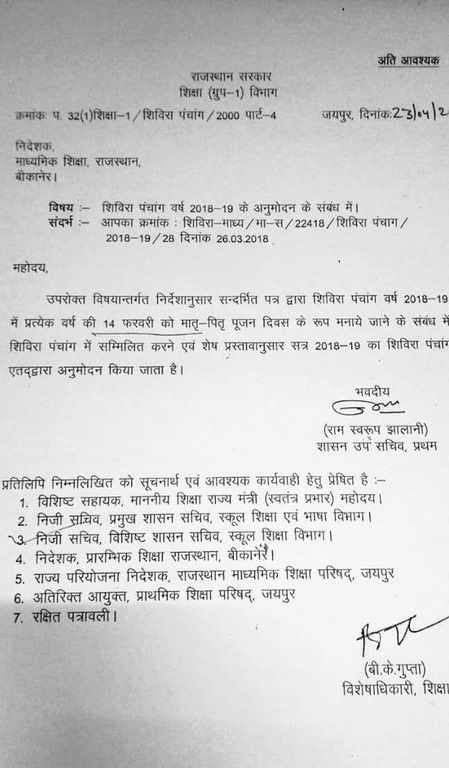 अति आवश्यक
राजस्थान सरकार
शिक्षा (ग्रुप-1) विभाग
क्रमांकः प. 32(1)शिक्षा-1/शिविरा पंचांग/2000 पार्ट-4 जयपुर, दिनांकः23/04/2
निदेशक,
माध्यमिक शिक्षा, राजस्थान,
बीकानेर।
विषय :– शिविरा पंचांग वर्ष 2018-19 के अनुमोदन के संबंध में।
संदर्भ :– आपका क्रमांक : शिविरा-माध्य/मा-स/22418/शिविरा पंचाग/
2018-19/28 दिनांक 26.03.2018
महोदय,
उपरोक्त विषयान्तर्गत निर्देशानुसार सन्दर्भित पत्र द्वारा शिविरा पंचांग वर्ष 2018-19
में प्रत्येक वर्ष की 14 फरवरी को मातृ-पितृ पूजन दिवस के रूप मनाये जाने के संबंध में
शिविरा पंचांग में सम्मिलित करने एवं शेष प्रस्तावानुसार सत्र 2018-19 का शिविरा पंचांग
एतद्द्वारा अनुमोदन किया जाता है।
भवदीय
(राम स्वरूप झालानी)
शासन उप सचिव, प्रथम
प्रतिलिपि निम्नलिखित को सूचनार्थ एवं आवश्यक कार्यवाही हेतु प्रेषित है :–
1. विशिष्ट सहायक, माननीय शिक्षा राज्य मंत्री (स्वतंत्र प्रभार) महोदय।
2. निजी सचिव, प्रमुख शासन सचिव, स्कूल शिक्षा एवं भाषा विभाग।
3. निजी सचिव, विशिष्ट शासन सचिव, स्कूल शिक्षा विभाग।
4. निदेशक, प्रारम्भिक शिक्षा राजस्थान, बीकानेर।
5. राज्य परियोजना निदेशक, राजस्थान माध्यमिक शिक्षा परिषद्, जयपुर
6. अतिरिक्त आयुक्त, प्राथमिक शिक्षा परिषद्, जयपुर
7. रक्षित पत्रावली।
(बी.के.गुप्ता)
विशेषाधिकारी, शिक्षा